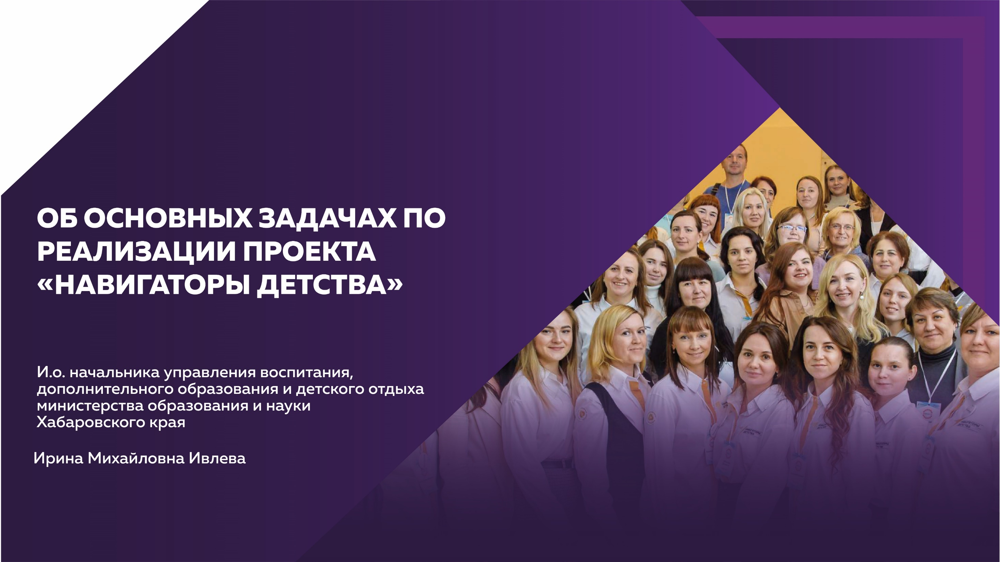 ОБ ОСНОВНЫХ ЗАДАЧАХ ПО
РЕАЛИЗАЦИИ ПРОЕКТА
«НАВИГАТОРЫ ДЕТСТВА»
И.о. начальника управления воспитания,
дополнительного образования и детского отдыха
министерства образования и науки
Хабаровского края
Ирина Михайловна Ивлева